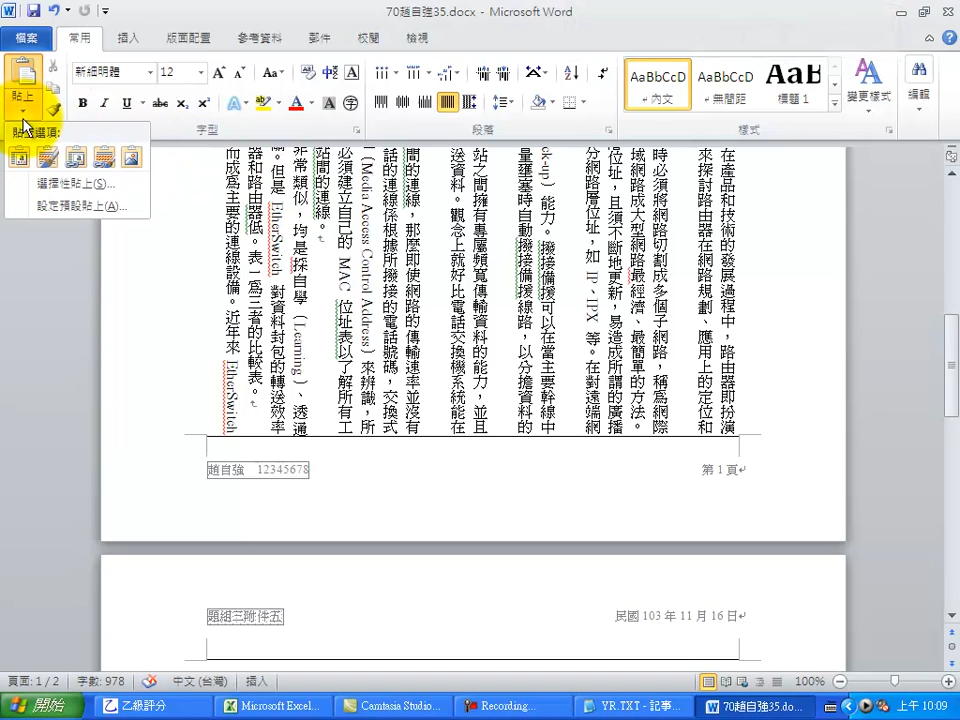 70趙自強35.docx - Microsoft Word
檔案 常用 插入 版面配置 參考資料 郵件 校閱 檢視
貼上
新細明體 12
B I U abc x₂ x²
AaBbCcD AaBbCcD AaB
內文 無間距 標題 1
變更樣式
編輯
字型 段落 樣式
貼上選項:
選擇性貼上(S)...
設定預設貼上(A)...
在產品和技術的發展過程中，路由器即扮演
來探討路由器在網路規劃、應用上的定位和
時必須將網路切割成多個子網路，稱為網際
域網路成大型網路最經濟、最簡單的方法。
位址，且須不斷地更新，易造成所謂的廣播
分網路層位址，如 IP、IPX 等。在對遠端網
ck-up）能力。撥接備援可以在當主要幹線中
量壅塞時自動撥接備援線路，以分擔資料的
站之間擁有專屬頻寬傳輸資料的能力，並且
送資料。觀念上就好比電話交換機系統能在
間的連線，那麼即使網路的傳輸速率並沒有
話的連線係根據所撥接的電話號碼，交換式
（Media Access Control Address）來辨識，所
必須建立自己的 MAC 位址表以了解所有工
站間的連線。
非常類似，均是採自學（Learning）、透通
。但是 EtherSwitch 對資料封包的轉送效率
器和路由器低。表 1 為三者的比較表。
而成為主要的連線設備。近年來 EtherSwitch
趙自強 12345678
第 1 頁
題組三附件五
民國 103 年 11 月 16 日
頁面: 1 / 2 字數: 978 中文 (台灣) 插入 100%
開始 乙級評分 Microsoft Excel... Camtasia Studio... Recording... YR.TXT - 記事... 70趙自強35.do... 上午 10:09